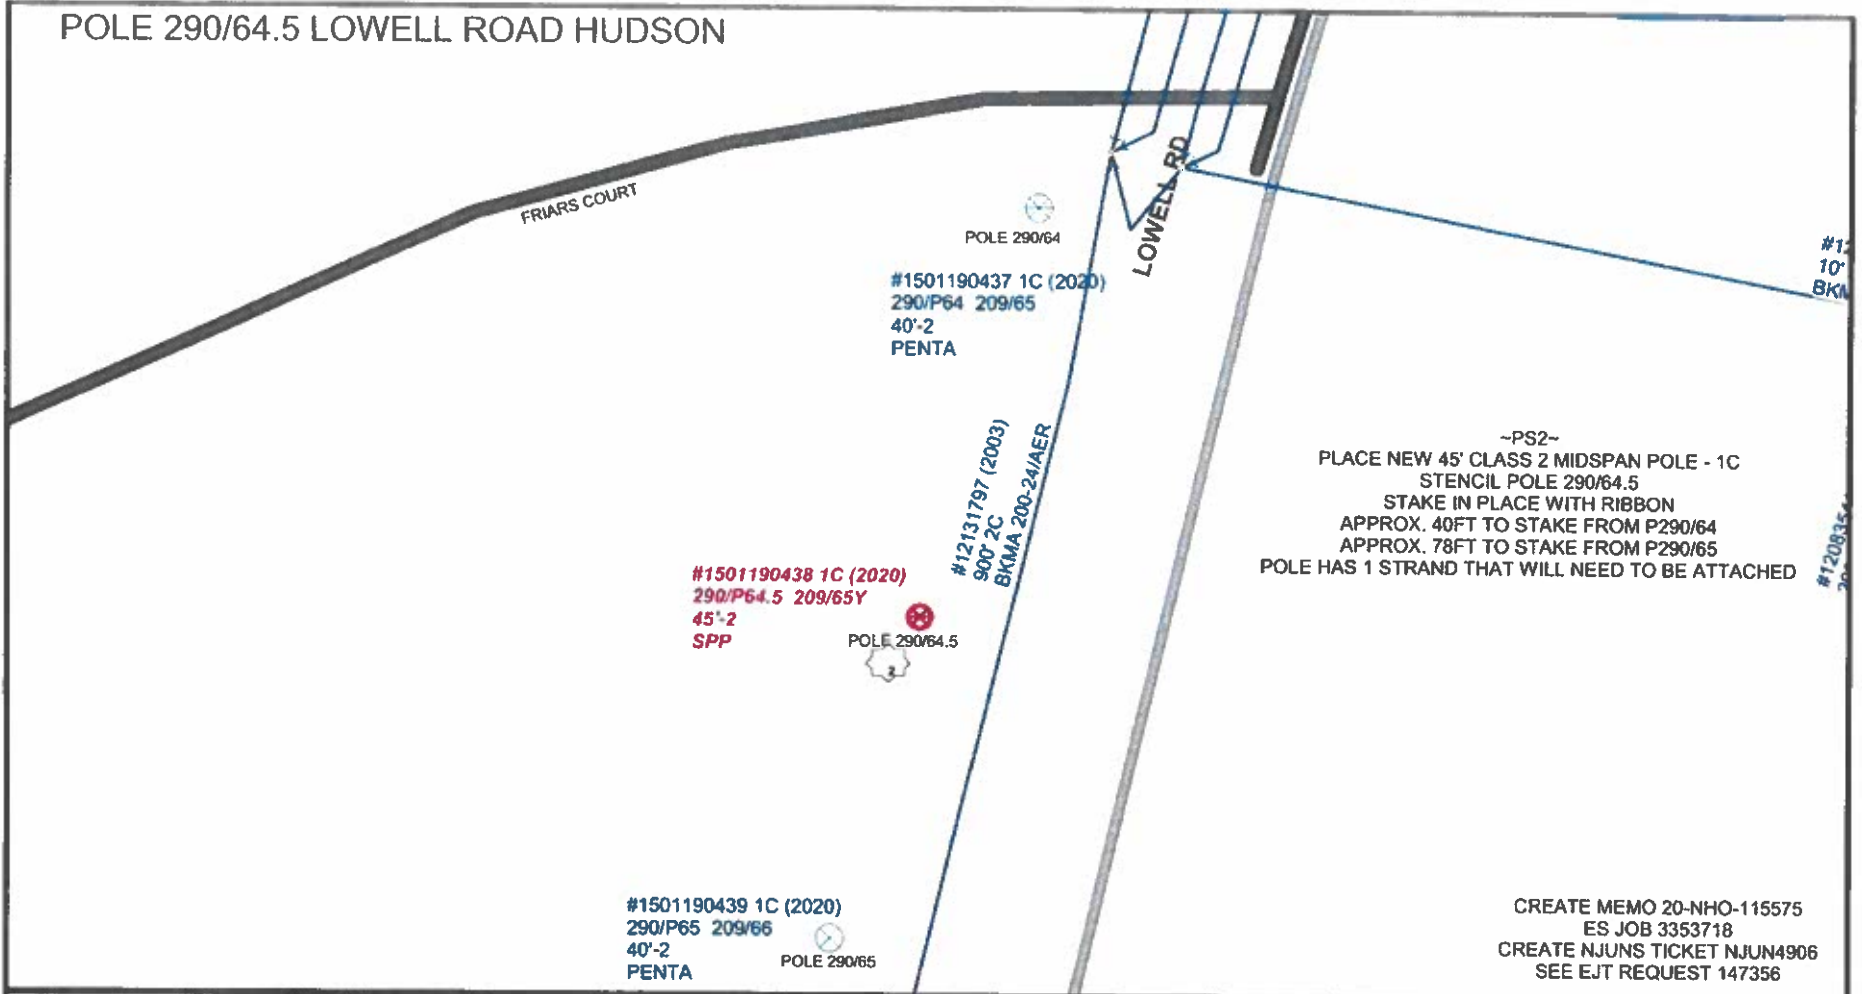 POLE 290/64.5 LOWELL ROAD HUDSON
FRIARS COURT
LOWELL RD
POLE 290/64
#1501190437 1C (2020)
290/P64 209/65
40'-2
PENTA
#12131797 (2003)
900' 2C
BKMA 200-24/AER
10'
~PS2~
PLACE NEW 45' CLASS 2 MIDSPAN POLE - 1C
STENCIL POLE 290/64.5
STAKE IN PLACE WITH RIBBON
APPROX. 40FT TO STAKE FROM P290/64
APPROX. 78FT TO STAKE FROM P290/65
POLE HAS 1 STRAND THAT WILL NEED TO BE ATTACHED
#1501190438 1C (2020)
290/P64.5 209/65Y
45'-2
SPP
POLE 290/64.5
2
#1501190439 1C (2020)
290/P65 209/66
40'-2
PENTA
POLE 290/65
CREATE MEMO 20-NHO-115575
ES JOB 3353718
CREATE NJUNS TICKET NJUN4906
SEE EJT REQUEST 147356